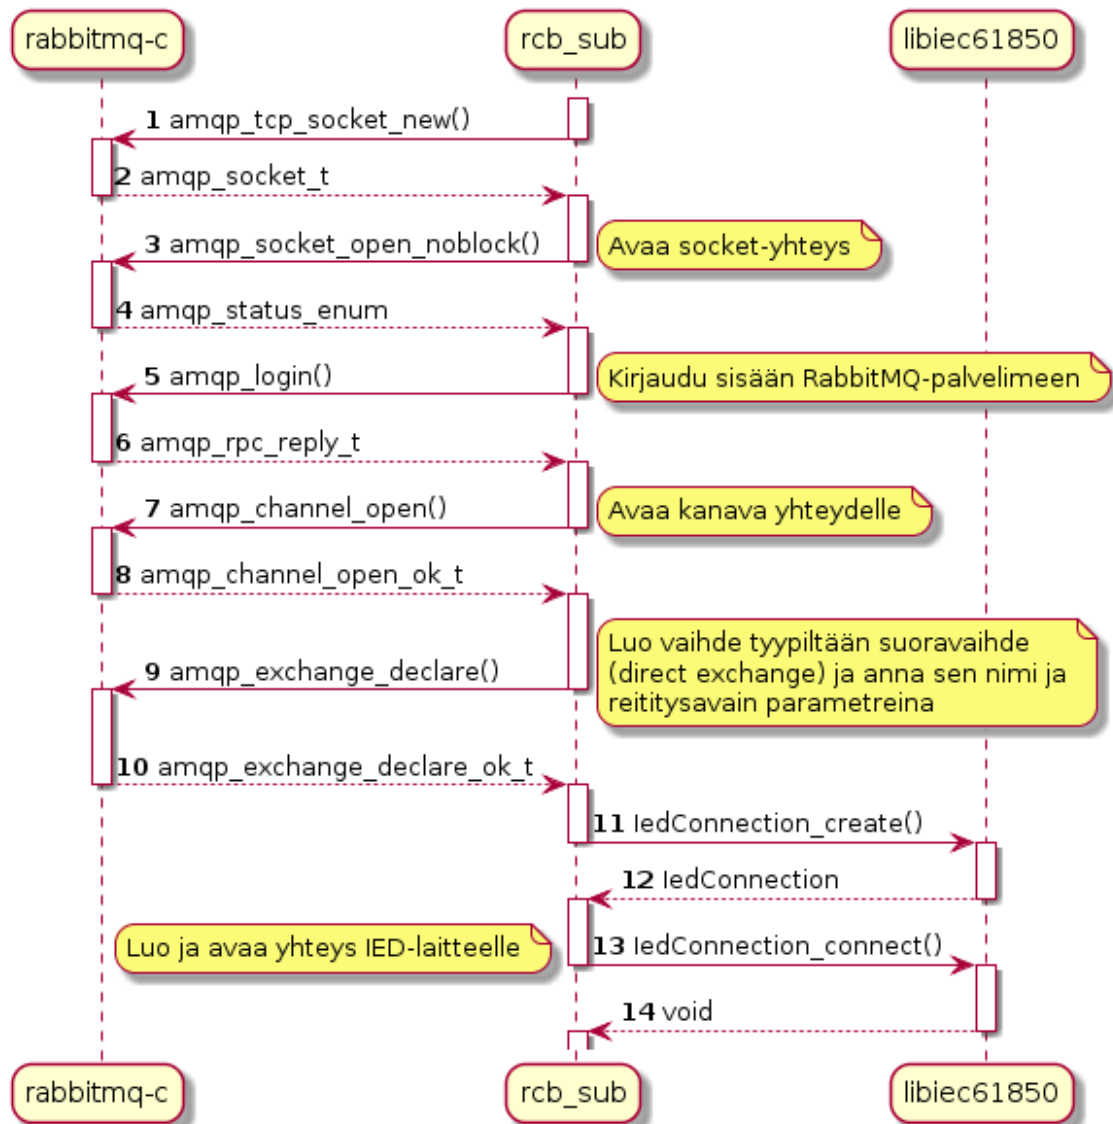 rabbitmq-c
rcb_sub
libiec61850
1 amqp_tcp_socket_new()
2 amqp_socket_t
3 amqp_socket_open_noblock()
Avaa socket-yhteys
4 amqp_status_enum
5 amqp_login()
Kirjaudu sisään RabbitMQ-palvelimeen
6 amqp_rpc_reply_t
7 amqp_channel_open()
Avaa kanava yhteydelle
8 amqp_channel_open_ok_t
9 amqp_exchange_declare()
Luo vaihde tyypiltään suoravaihde
(direct exchange) ja anna sen nimi ja
reititysavain parametreina
10 amqp_exchange_declare_ok_t
11 IedConnection_create()
12 IedConnection
Luo ja avaa yhteys IED-laitteelle
13 IedConnection_connect()
14 void
rabbitmq-c
rcb_sub
libiec61850